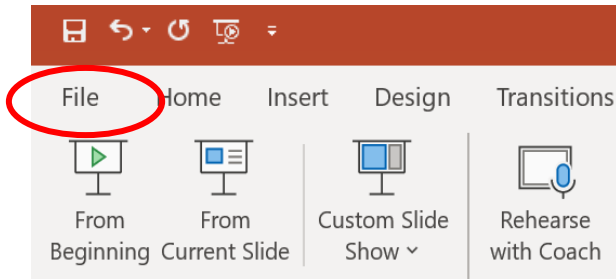 File Home Insert Design Transitions
From From Custom Slide Rehearse
Beginning Current Slide Show with Coach